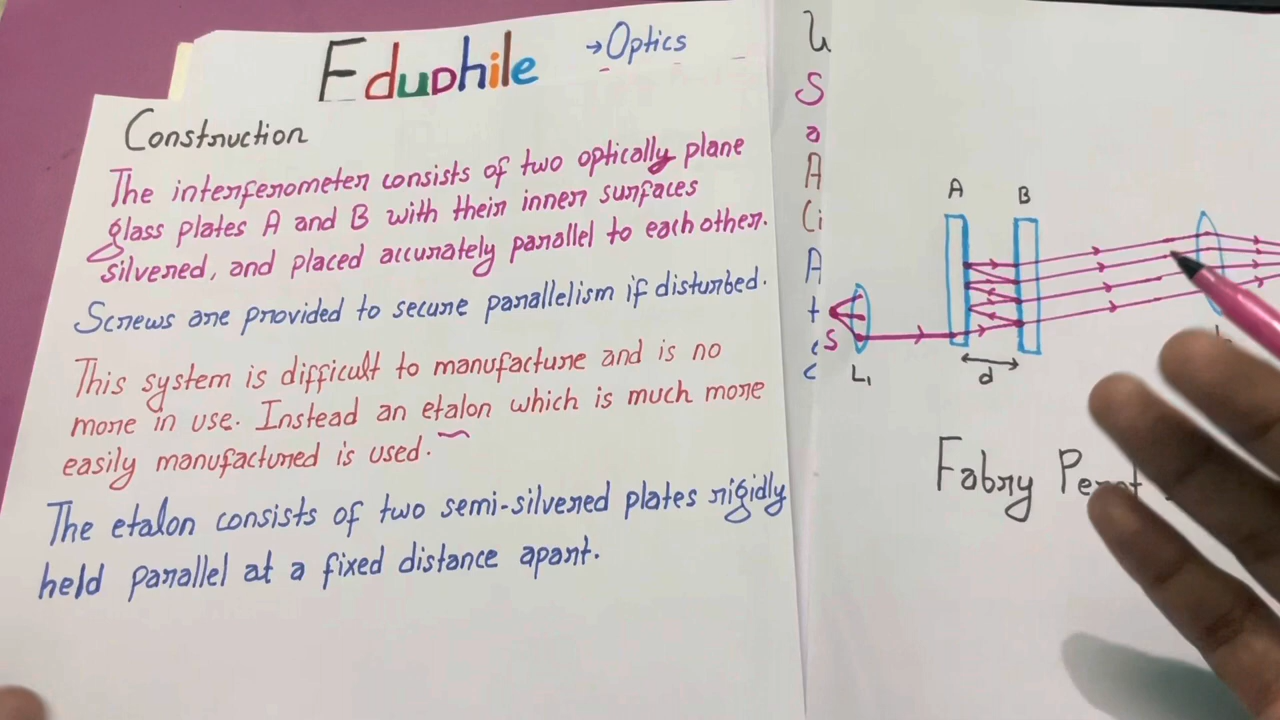 Eduphile → Optics
Construction
The interferometer consists of two optically plane
glass plates A and B with their inner surfaces
silvered, and placed accurately parallel to each other.
Screws are provided to secure parallelism if disturbed.
This system is difficult to manufacture and is no
more in use. Instead an etalon which is much more
easily manufactured is used.
The etalon consists of two semi-silvered plates rigidly
held parallel at a fixed distance apart.
A
B
S
L₁
d
Fabry